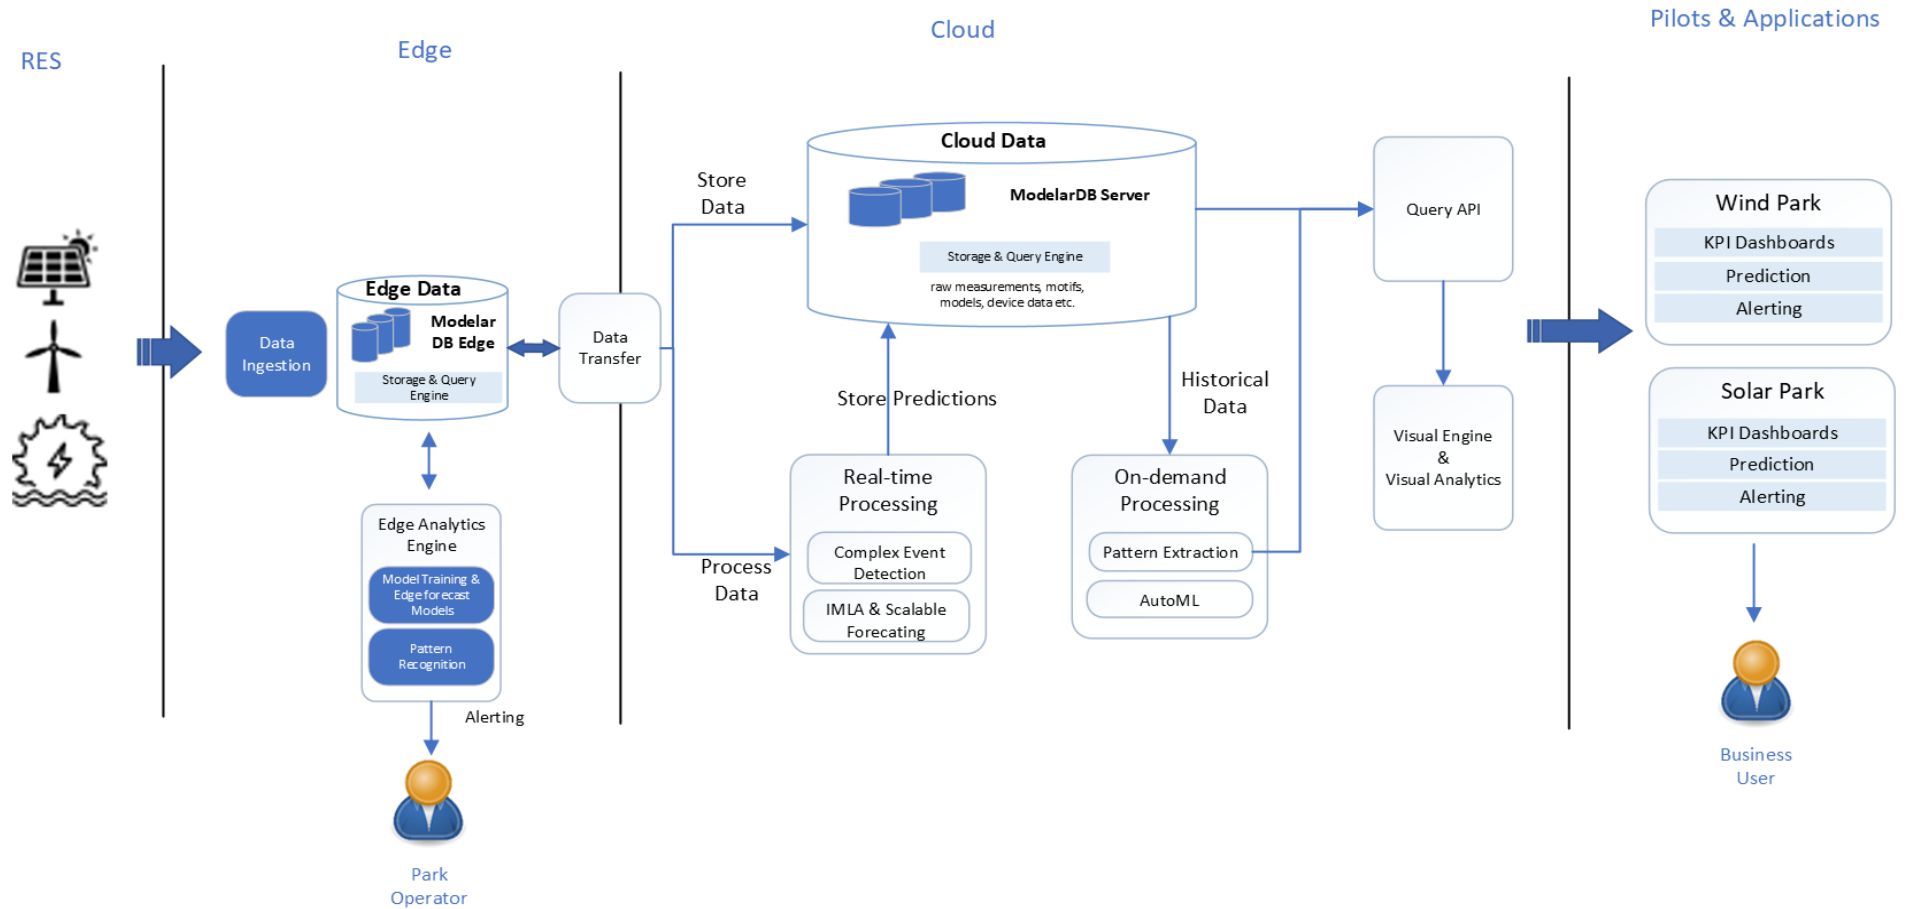 RES
Edge
Cloud
Pilots & Applications
Data
Ingestion
Edge Data
Modelar
DB Edge
Storage & Query
Engine
Data
Transfer
Edge Analytics
Engine
Model Training &
Edge forecast
Models
Pattern
Recognition
Alerting
Park
Operator
Store
Data
Process
Data
Cloud Data
ModelarDB Server
Storage & Query Engine
raw measurements, motifs,
models, device data etc.
Store Predictions
Historical
Data
Real-time
Processing
Complex Event
Detection
IMLA & Scalable
Forecating
On-demand
Processing
Pattern Extraction
AutoML
Query API
Visual Engine
&
Visual Analytics
Wind Park
KPI Dashboards
Prediction
Alerting
Solar Park
KPI Dashboards
Prediction
Alerting
Business
User